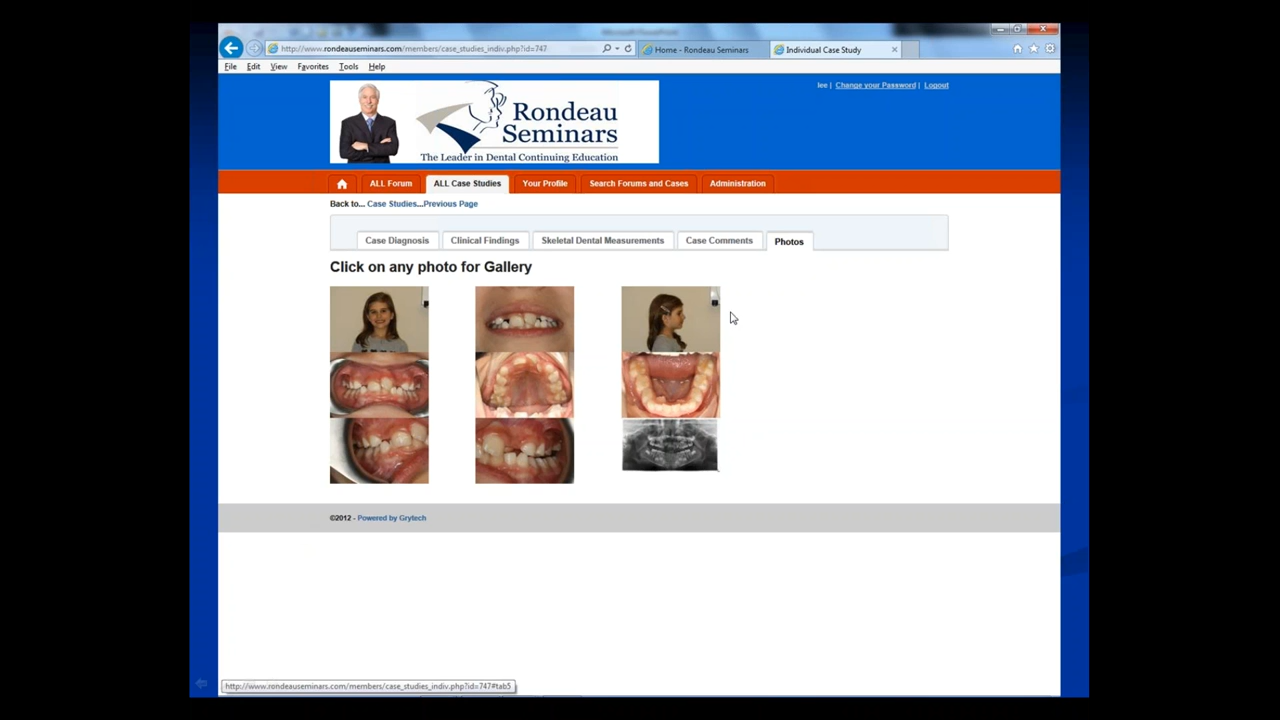 http://www.rondeauseminars.com/members/case_studies_indiv.php?id=747
Home - Rondeau Seminars
Individual Case Study
File Edit View Favorites Tools Help
Rondeau
Seminars
The Leader in Dental Continuing Education
lee | Change your Password | Logout
ALL Forum
ALL Case Studies
Your Profile
Search Forums and Cases
Administration
Back to... Case Studies...Previous Page
Case Diagnosis
Clinical Findings
Skeletal Dental Measurements
Case Comments
Photos
Click on any photo for Gallery
©2012 - Powered by Grytech
http://www.rondeauseminars.com/members/case_studies_indiv.php?id=747#tab5